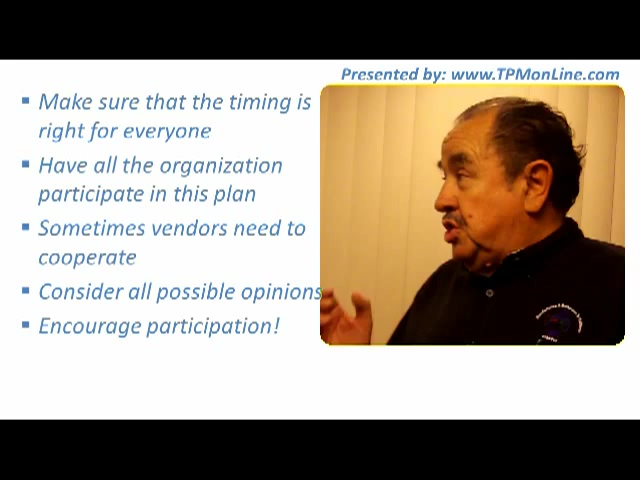 Presented by: www.TPMonLine.com
▪ Make sure that the timing is
right for everyone
▪ Have all the organization
participate in this plan
▪ Sometimes vendors need to
cooperate
▪ Consider all possible opinions
▪ Encourage participation!